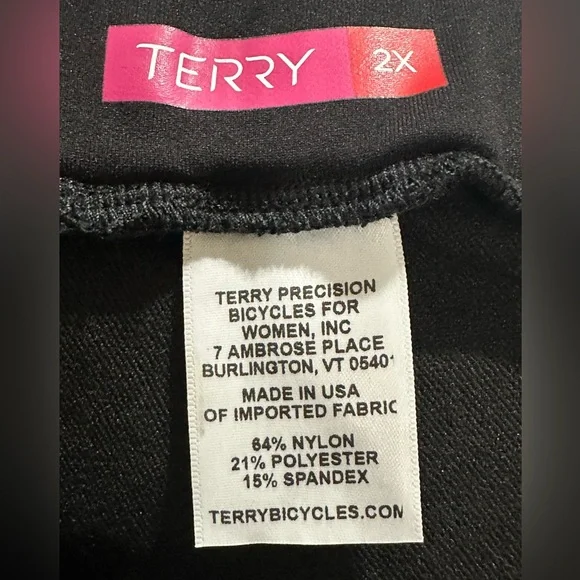 TERRY 2X
TERRY PRECISION
BICYCLES FOR
WOMEN, INC
7 AMBROSE PLACE
BURLINGTON, VT 05401
MADE IN USA
OF IMPORTED FABRIC
64% NYLON
21% POLYESTER
15% SPANDEX
TERRYBICYCLES.COM